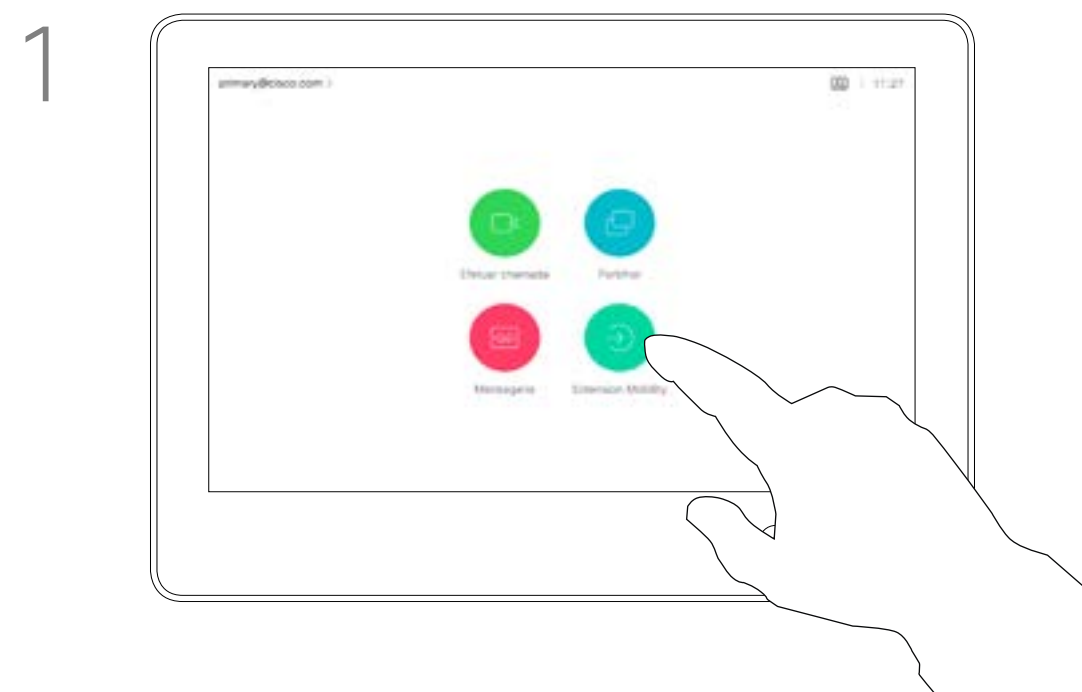 1
primary@cisco.com
11:27
Efetuar chamada
Partilhar
Mensagens
Extension Mobility